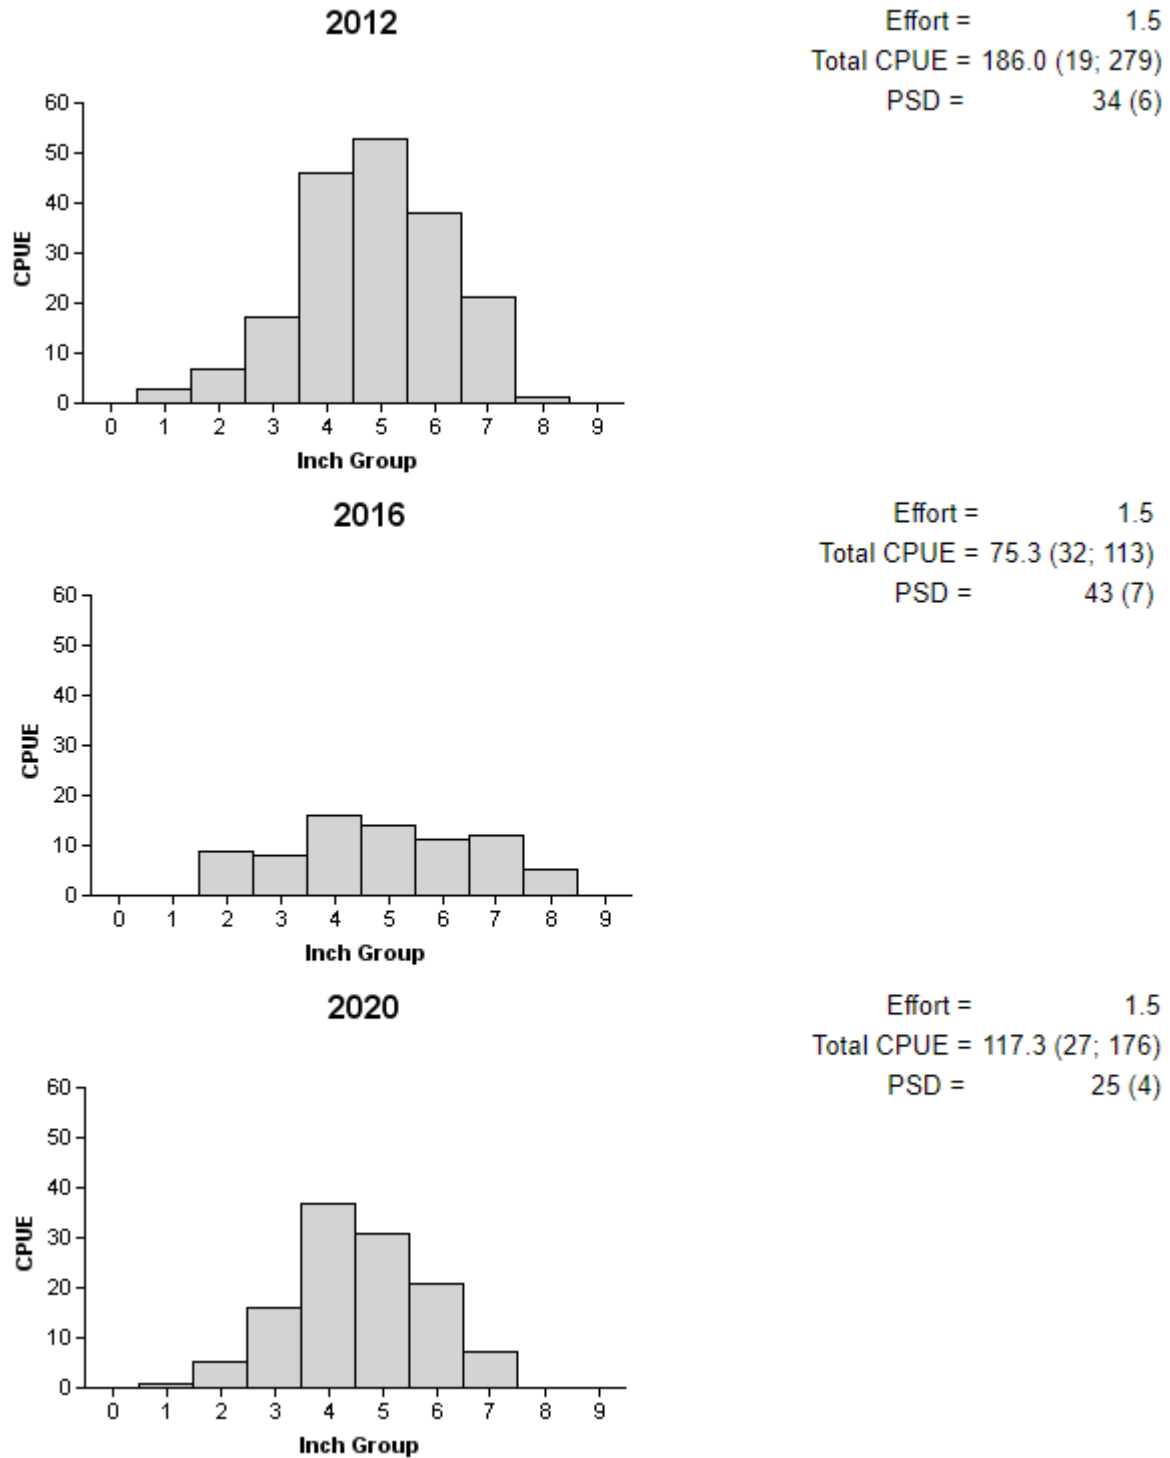 2012
Effort = 1.5
Total CPUE = 186.0 (19; 279)
PSD = 34 (6)
60
50
40
30
20
10
0
CPUE
0 1 2 3 4 5 6 7 8 9
Inch Group
2016
Effort = 1.5
Total CPUE = 75.3 (32; 113)
PSD = 43 (7)
60
50
40
30
20
10
0
CPUE
0 1 2 3 4 5 6 7 8 9
Inch Group
2020
Effort = 1.5
Total CPUE = 117.3 (27; 176)
PSD = 25 (4)
60
50
40
30
20
10
0
CPUE
0 1 2 3 4 5 6 7 8 9
Inch Group